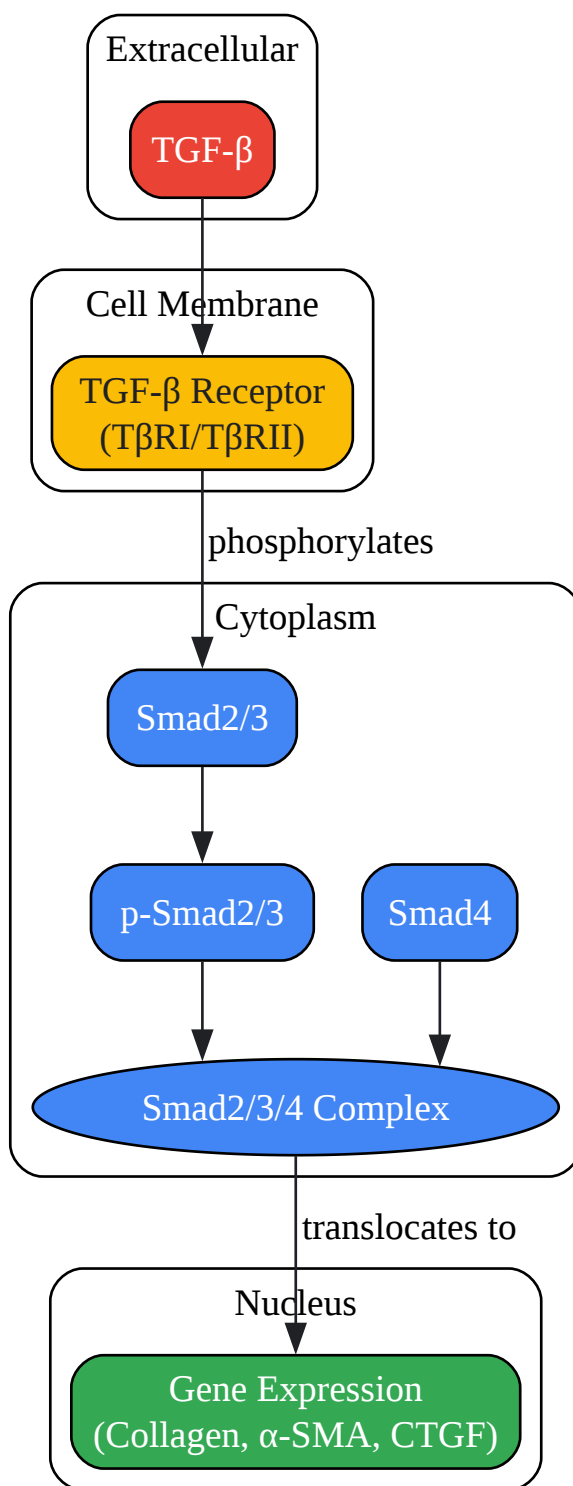 Extracellular
TGF-β
Cell Membrane
TGF-β Receptor
(TβRI/TβRII)
phosphorylates
Cytoplasm
Smad2/3
p-Smad2/3
Smad4
Smad2/3/4 Complex
translocates to
Nucleus
Gene Expression
(Collagen, α-SMA, CTGF)